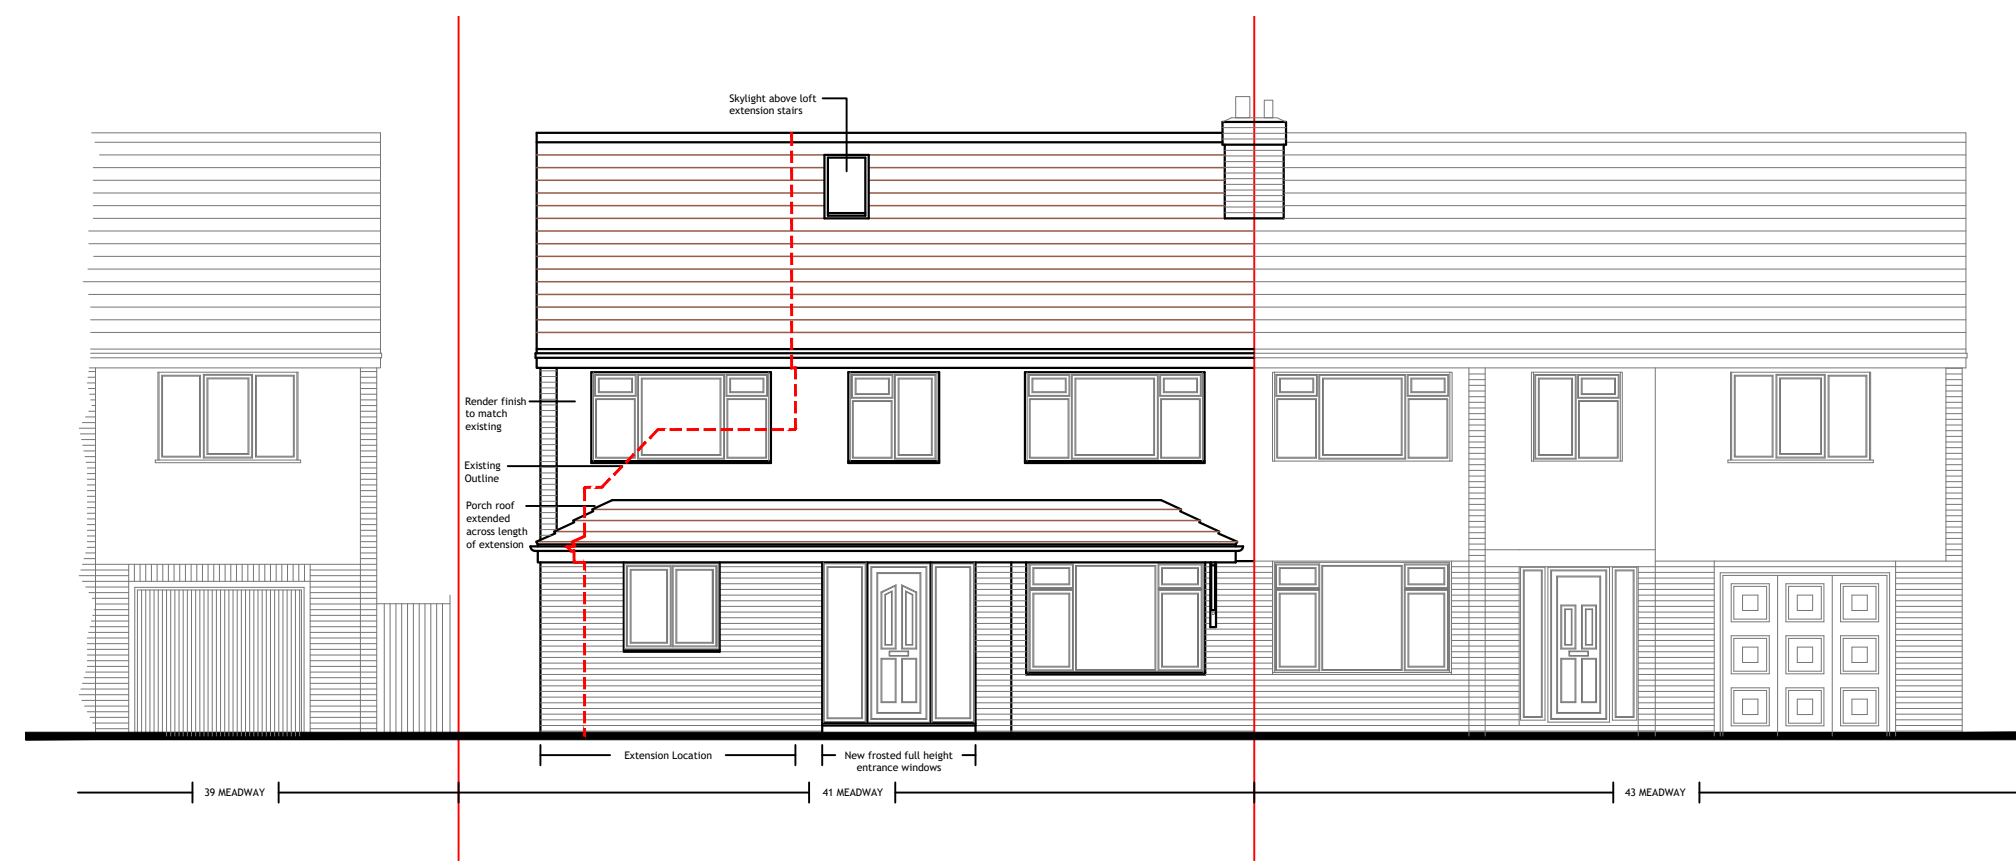 Skylight above loft
extension stairs
Render finish
to match
existing
Existing
Outline
Porch roof
extended
across length
of extension
Extension Location
New frosted full height
entrance windows
39 MEADWAY
41 MEADWAY
43 MEADWAY